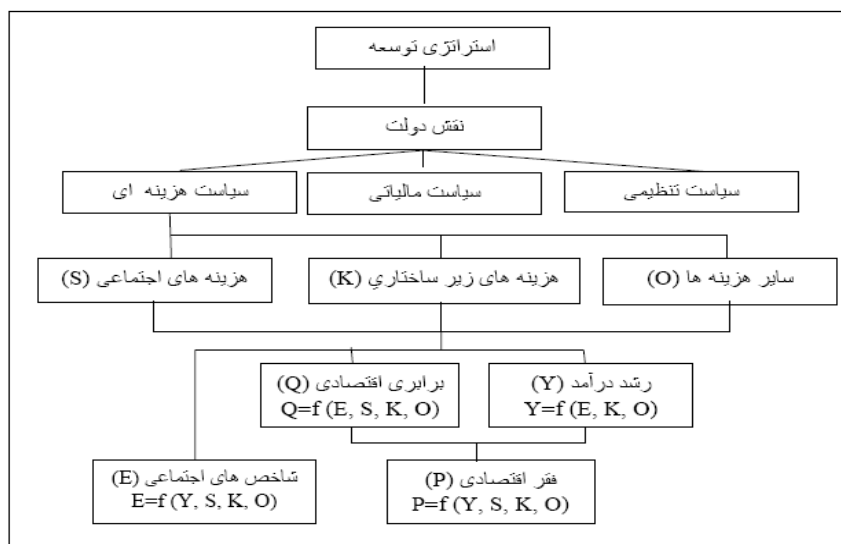 استراتژی توسعه
نقش دولت
سیاست تنظیمی
سیاست مالیاتی
سیاست هزینه ای
سایر هزینه ها (O)
هزینه های زیر ساختاري (K)
هزینه های اجتماعی (S)
رشد درآمد (Y)
Y=f (E, K, O)
برابری اقتصادی (Q)
Q=f (E, S, K, O)
فقر اقتصادی (P)
P=f (Y, S, K, O)
شاخص های اجتماعی (E)
E=f (Y, S, K, O)